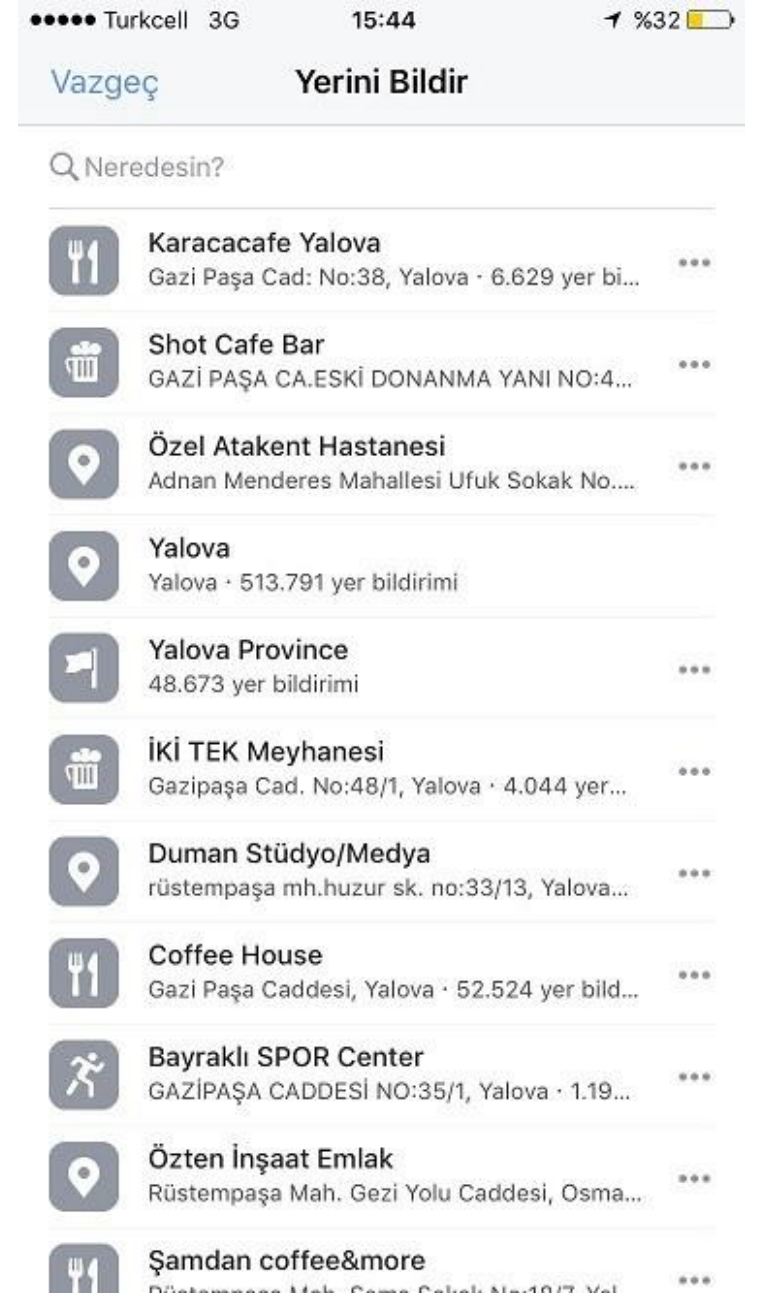 Turkcell 3G 15:44 %32
Vazgeç Yerini Bildir
Neredesin?
Karacacafe Yalova
Gazi Paşa Cad: No:38, Yalova · 6.629 yer bi...
Shot Cafe Bar
GAZİ PAŞA CA.ESKİ DONANMA YANI NO:4...
Özel Atakent Hastanesi
Adnan Menderes Mahallesi Ufuk Sokak No....
Yalova
Yalova · 513.791 yer bildirimi
Yalova Province
48.673 yer bildirimi
İKİ TEK Meyhanesi
Gazipaşa Cad. No:48/1, Yalova · 4.044 yer...
Duman Stüdyo/Medya
rüstempaşa mh.huzur sk. no:33/13, Yalova...
Coffee House
Gazi Paşa Caddesi, Yalova · 52.524 yer bild...
Bayraklı SPOR Center
GAZİPAŞA CADDESİ NO:35/1, Yalova · 1.19...
Özten İnşaat Emlak
Rüstempaşa Mah. Gezi Yolu Caddesi, Osma...
Şamdan coffee&more